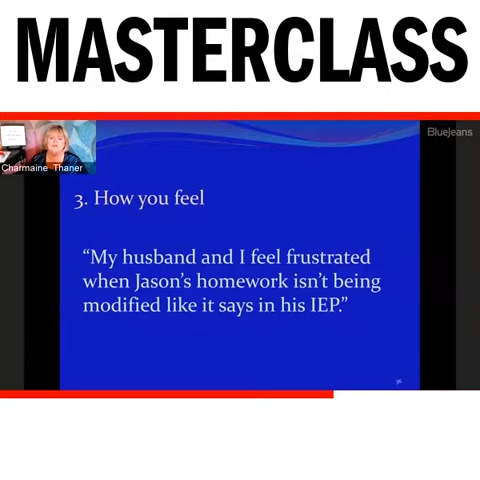 MASTERCLASS
BlueJeans
Charmaine Thaner
3. How you feel
“My husband and I feel frustrated
when Jason’s homework isn’t being
modified like it says in his IEP.”
36